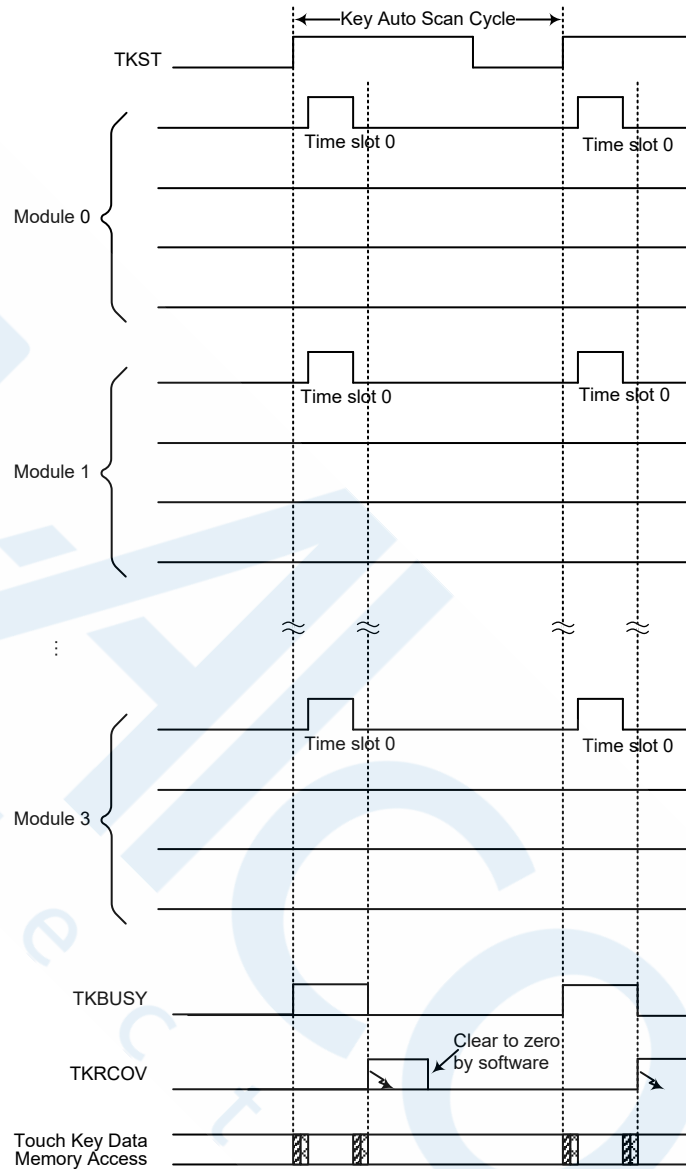 Key Auto Scan Cycle
TKST
Time slot 0
Time slot 0
Module 0
Time slot 0
Time slot 0
Module 1
...
Time slot 0
Time slot 0
Module 3
TKBUSY
Clear to zero
by software
TKRCOV
Touch Key Data
Memory Access
e
c
t